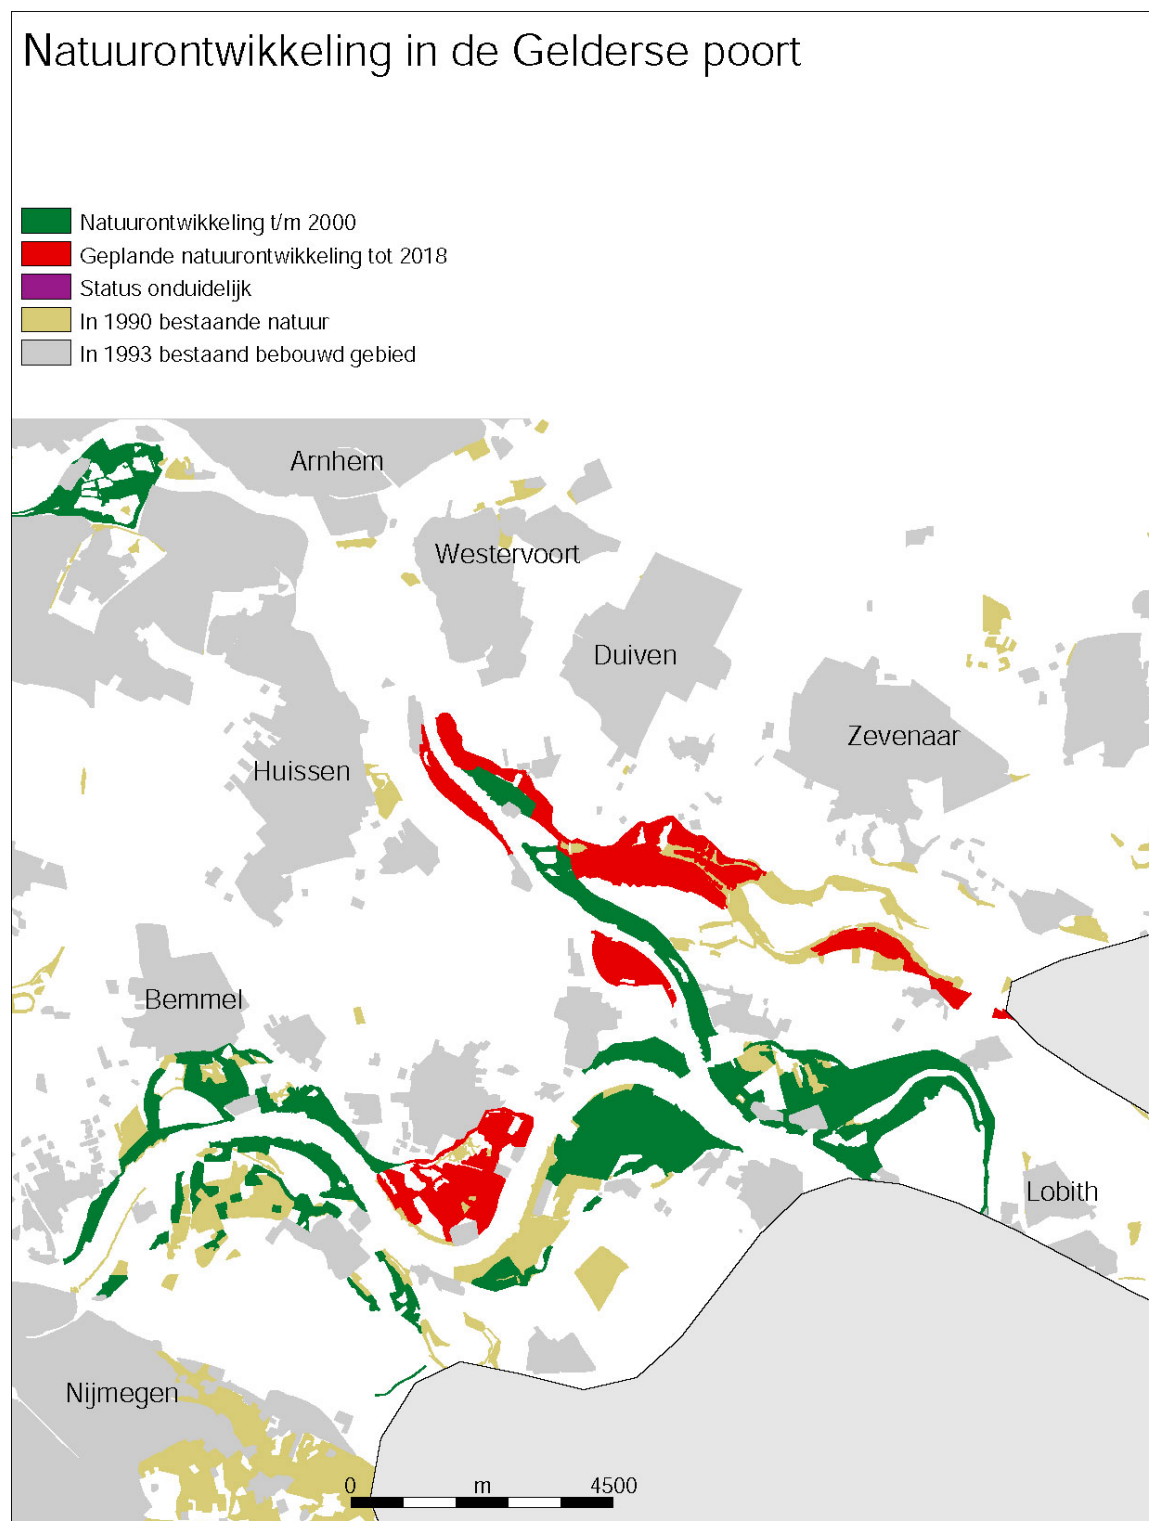 Natuurontwikkeling in de Gelderse poort
Natuurontwikkeling t/m 2000
Geplande natuurontwikkeling tot 2018
Status onduidelijk
In 1990 bestaande natuur
In 1993 bestaand bebouwd gebied
Arnhem
Westervoort
Duiven
Zevenaar
Huissen
Bemmel
Lobith
Nijmegen
0 m 4500